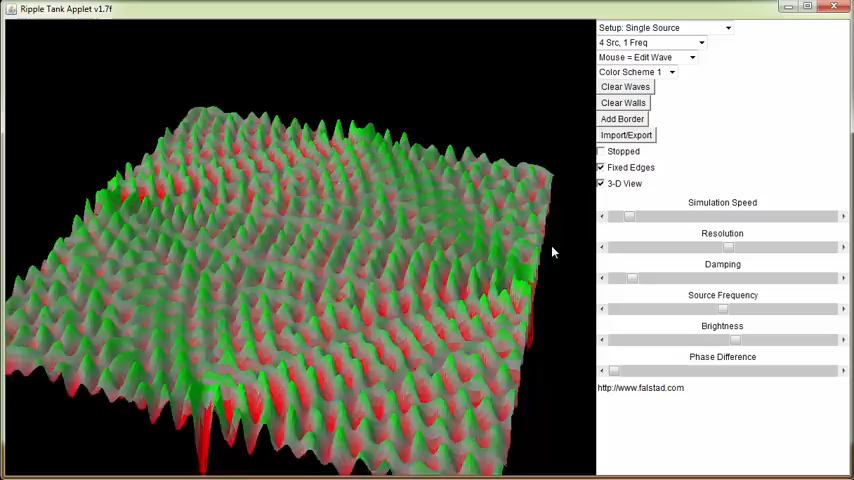 Ripple Tank Applet v1.7f
Setup: Single Source
4 Src, 1 Freq
Mouse = Edit Wave
Color Scheme 1
Clear Waves
Clear Walls
Add Border
Import/Export
Stopped
Fixed Edges
3-D View
Simulation Speed
Resolution
Damping
Source Frequency
Brightness
Phase Difference
http://www.falstad.com